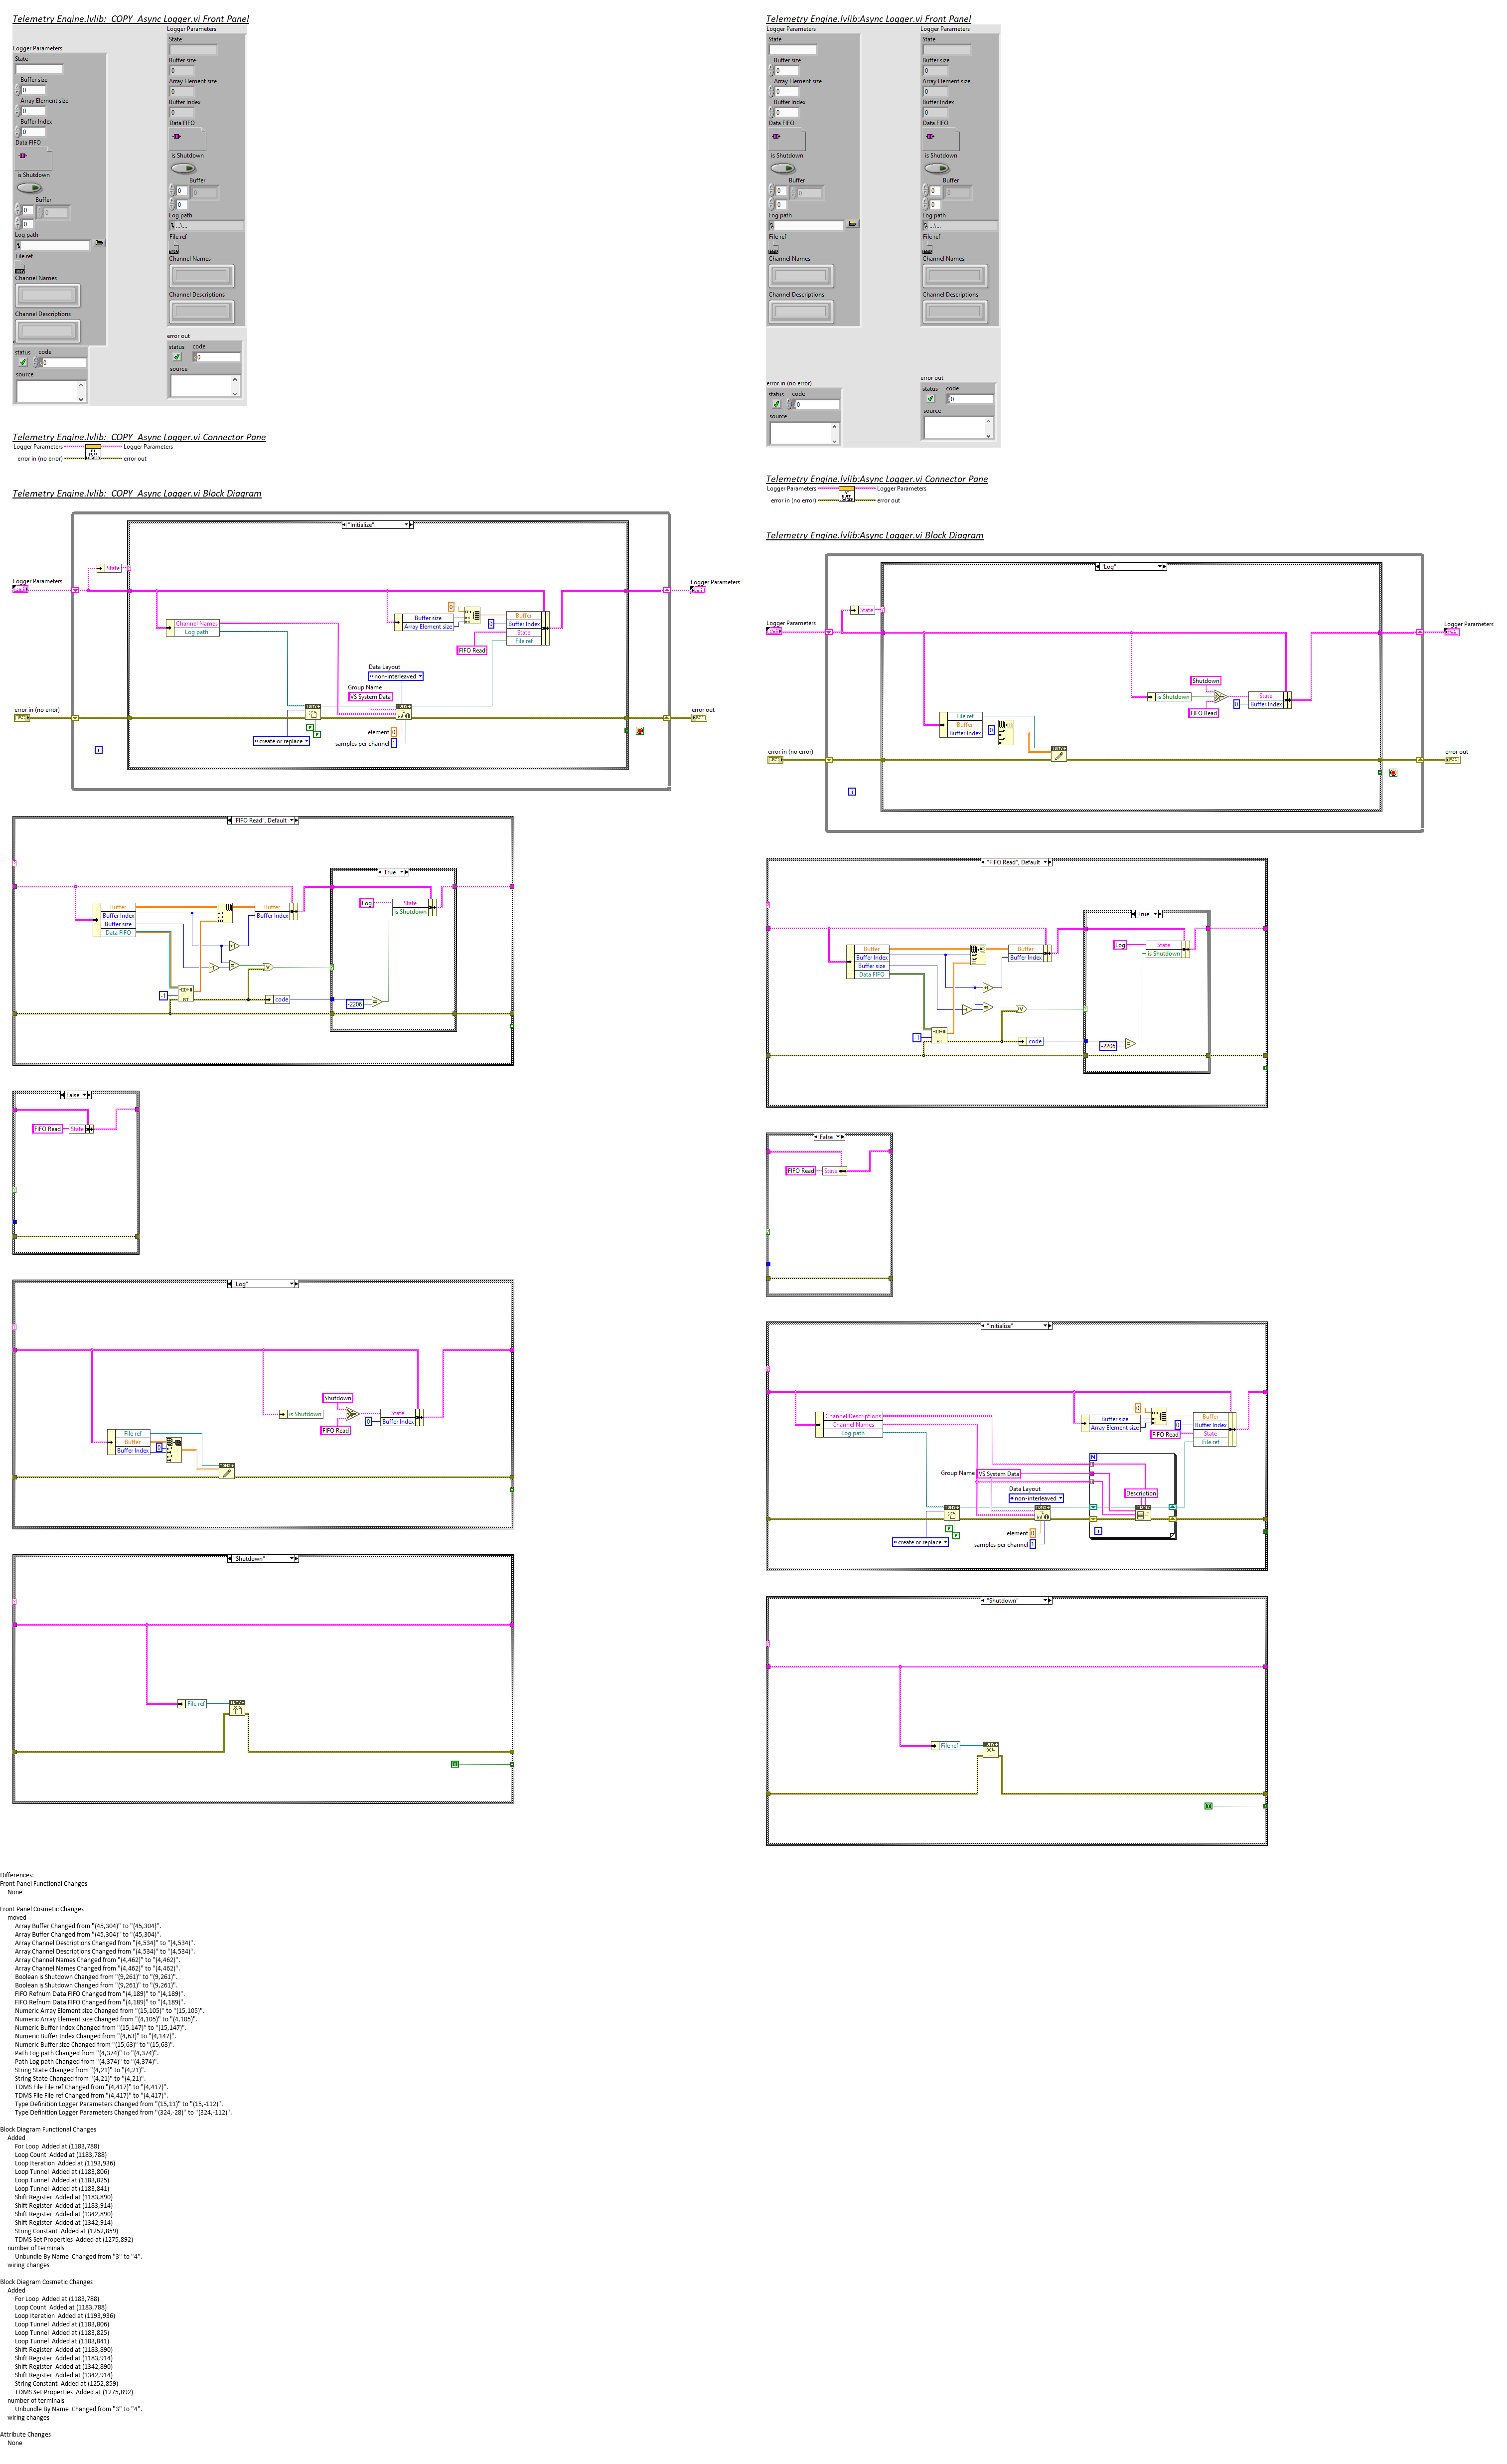 Telemetry Engine.lvlib:_COPY_Async Logger.vi Front Panel
Logger Parameters
State
Buffer size
0
Array Element size
0
Buffer Index
0
Data FIFO
is Shutdown
Buffer
0
0
0
Log path
File ref
Channel Names
Channel Descriptions
status
code
0
source
Logger Parameters
State
Buffer size
0
Array Element size
0
Buffer Index
0
Data FIFO
is Shutdown
Buffer
0
0
0
Log path
File ref
Channel Names
Channel Descriptions
error out
status
code
0
source
Telemetry Engine.lvlib:_COPY_Async Logger.vi Connector Pane
Logger Parameters
Logger Parameters
error in (no error)
error out
Telemetry Engine.lvlib:_COPY_Async Logger.vi Block Diagram
"Initialize"
State
Logger Parameters
Logger Parameters
Channel Names
Log path
Buffer size
Array Element size
0
0
Buffer
Buffer Index
State
File ref
FIFO Read
Data Layout
non-interleaved
Group Name
VS System Data
error in (no error)
error out
create or replace
element 0
samples per channel 1
i
"FIFO Read", Default
True
Buffer
Buffer Index
Buffer size
Data FIFO
Buffer
Buffer Index
Log
State
is Shutdown
-1
code
-2206
False
FIFO Read
State
"Log"
Shutdown
is Shutdown
State
0
Buffer Index
FIFO Read
File ref
Buffer
Buffer Index
0
"Shutdown"
File ref
Telemetry Engine.lvlib:Async Logger.vi Front Panel
Logger Parameters
State
Buffer size
0
Array Element size
0
Buffer Index
0
Data FIFO
is Shutdown
Buffer
0
0
0
Log path
File ref
Channel Names
Channel Descriptions
error in (no error)
status
code
0
source
Logger Parameters
State
Buffer size
0
Array Element size
0
Buffer Index
0
Data FIFO
is Shutdown
Buffer
0
0
0
Log path
File ref
Channel Names
Channel Descriptions
error out
status
code
0
source
Telemetry Engine.lvlib:Async Logger.vi Connector Pane
Logger Parameters
Logger Parameters
error in (no error)
error out
Telemetry Engine.lvlib:Async Logger.vi Block Diagram
"Log"
State
Logger Parameters
Logger Parameters
Shutdown
is Shutdown
State
0
Buffer Index
FIFO Read
File ref
Buffer
Buffer Index
0
error in (no error)
error out
i
"FIFO Read", Default
True
Buffer
Buffer Index
Buffer size
Data FIFO
Buffer
Buffer Index
Log
State
is Shutdown
-1
code
-2206
False
FIFO Read
State
"Initialize"
Channel Descriptions
Channel Names
Log path
0
Buffer size
Array Element size
Buffer
0
Buffer Index
FIFO Read
State
File ref
N
Group Name
VS System Data
Data Layout
non-interleaved
Description
create or replace
element 0
samples per channel 1
i
"Shutdown"
File ref
Differences:
Front Panel Functional Changes
None
Front Panel Cosmetic Changes
moved
Array Buffer Changed from "(45,304)" to "(45,304)".
Array Buffer Changed from "(45,304)" to "(45,304)".
Array Channel Descriptions Changed from "(4,534)" to "(4,534)".
Array Channel Descriptions Changed from "(4,534)" to "(4,534)".
Array Channel Names Changed from "(4,462)" to "(4,462)".
Array Channel Names Changed from "(4,462)" to "(4,462)".
Boolean is Shutdown Changed from "(9,261)" to "(9,261)".
Boolean is Shutdown Changed from "(9,261)" to "(9,261)".
FIFO Refnum Data FIFO Changed from "(4,189)" to "(4,189)".
FIFO Refnum Data FIFO Changed from "(4,189)" to "(4,189)".
Numeric Array Element size Changed from "(15,105)" to "(15,105)".
Numeric Array Element size Changed from "(4,105)" to "(4,105)".
Numeric Buffer Index Changed from "(15,147)" to "(15,147)".
Numeric Buffer Index Changed from "(4,63)" to "(4,147)".
Numeric Buffer size Changed from "(15,63)" to "(15,63)".
Path Log path Changed from "(4,374)" to "(4,374)".
Path Log path Changed from "(4,374)" to "(4,374)".
String State Changed from "(4,21)" to "(4,21)".
String State Changed from "(4,21)" to "(4,21)".
TDMS File File ref Changed from "(4,417)" to "(4,417)".
TDMS File File ref Changed from "(4,417)" to "(4,417)".
Type Definition Logger Parameters Changed from "(15,11)" to "(15,-112)".
Type Definition Logger Parameters Changed from "(324,-28)" to "(324,-112)".
Block Diagram Functional Changes
Added
For Loop  Added at (1183,788)
Loop Count  Added at (1183,788)
Loop Iteration  Added at (1193,936)
Loop Tunnel  Added at (1183,806)
Loop Tunnel  Added at (1183,825)
Loop Tunnel  Added at (1183,841)
Shift Register  Added at (1183,890)
Shift Register  Added at (1183,914)
Shift Register  Added at (1342,890)
Shift Register  Added at (1342,914)
String Constant  Added at (1252,859)
TDMS Set Properties  Added at (1275,892)
number of terminals
Unbundle By Name  Changed from "3" to "4".
wiring changes
Block Diagram Cosmetic Changes
Added
For Loop  Added at (1183,788)
Loop Count  Added at (1183,788)
Loop Iteration  Added at (1193,936)
Loop Tunnel  Added at (1183,806)
Loop Tunnel  Added at (1183,825)
Loop Tunnel  Added at (1183,841)
Shift Register  Added at (1183,890)
Shift Register  Added at (1183,914)
Shift Register  Added at (1342,890)
Shift Register  Added at (1342,914)
String Constant  Added at (1252,859)
TDMS Set Properties  Added at (1275,892)
number of terminals
Unbundle By Name  Changed from "3" to "4".
wiring changes
Attribute Changes
None